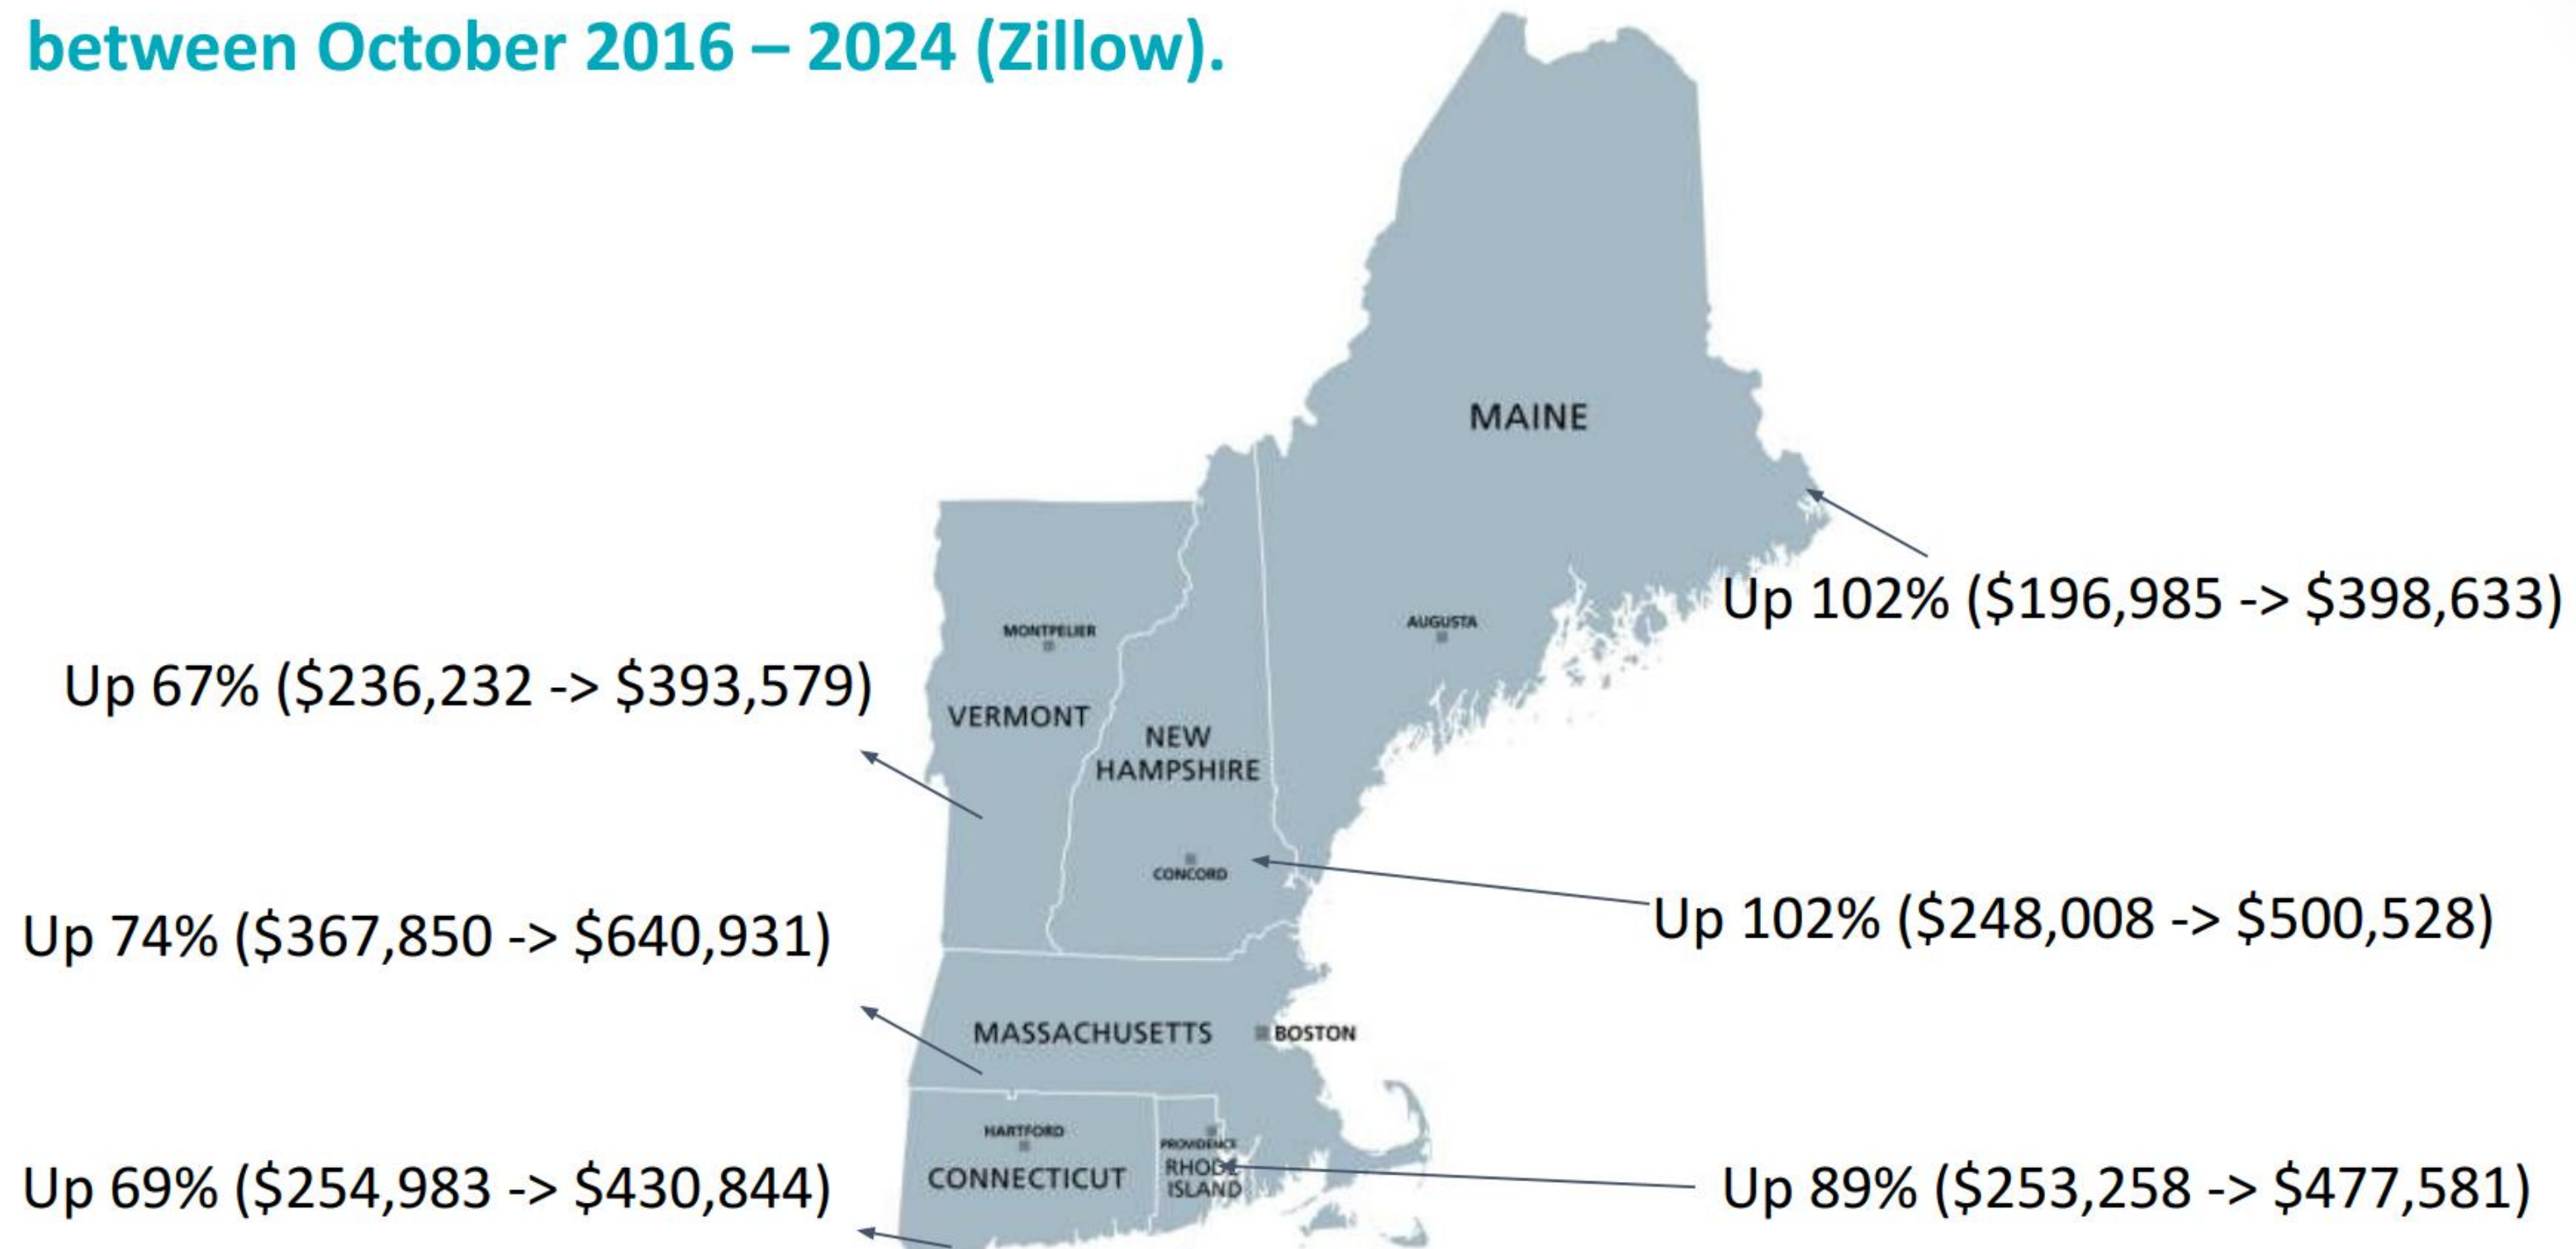 between October 2016 – 2024 (Zillow).
MAINE
Up 102% ($196,985 -> $398,633)
AUGUSTA
MONTPELIER
Up 67% ($236,232 -> $393,579)
VERMONT
NEW
HAMPSHIRE
CONCORD
Up 102% ($248,008 -> $500,528)
Up 74% ($367,850 -> $640,931)
MASSACHUSETTS
BOSTON
HARTFORD
PROVIDENCE
CONNECTICUT
RHODE
ISLAND
Up 69% ($254,983 -> $430,844)
Up 89% ($253,258 -> $477,581)